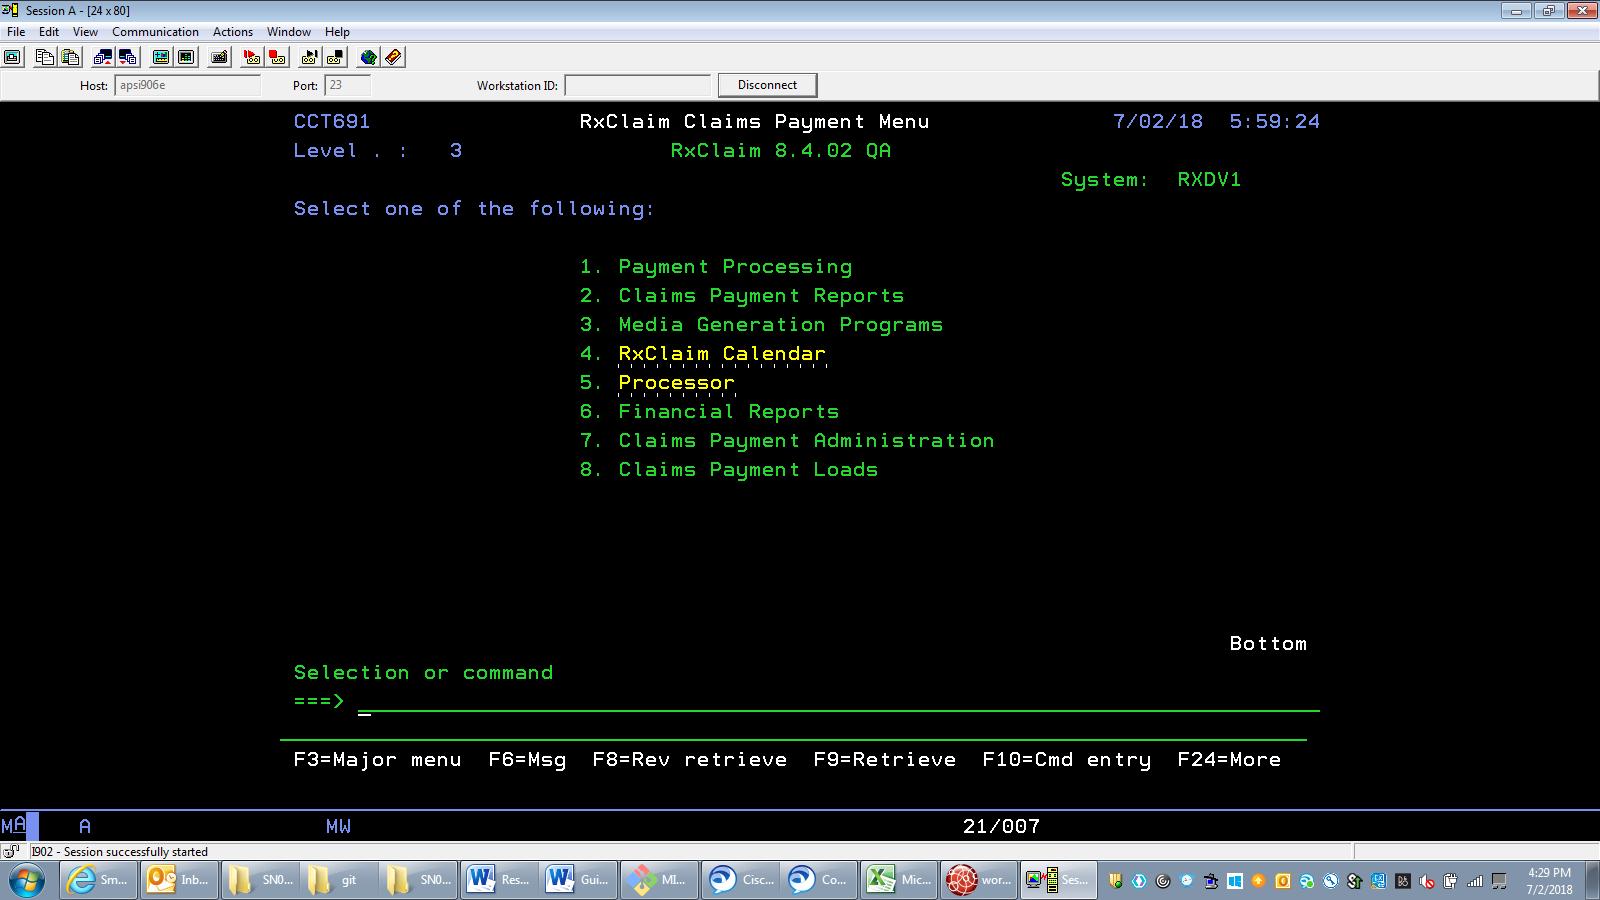 Session A - [24 x 80]
File Edit View Communication Actions Window Help
Host: apsi906e Port: 23 Workstation ID: Disconnect
CCT691 RxClaim Claims Payment Menu 7/02/18 5:59:24
Level . : 3 RxClaim 8.4.02 QA
System: RXDV1
Select one of the following:
1. Payment Processing
2. Claims Payment Reports
3. Media Generation Programs
4. RxClaim Calendar
5. Processor
6. Financial Reports
7. Claims Payment Administration
8. Claims Payment Loads
Bottom
Selection or command
===>
F3=Major menu F6=Msg F8=Rev retrieve F9=Retrieve F10=Cmd entry F24=More
MA A MW 21/007
I902 - Session successfully started
Sm... Inb... SN0... git SN0... Res... Gui... MI... Cisc... Co... Mic... wor... Ses... 4:29 PM
7/2/2018